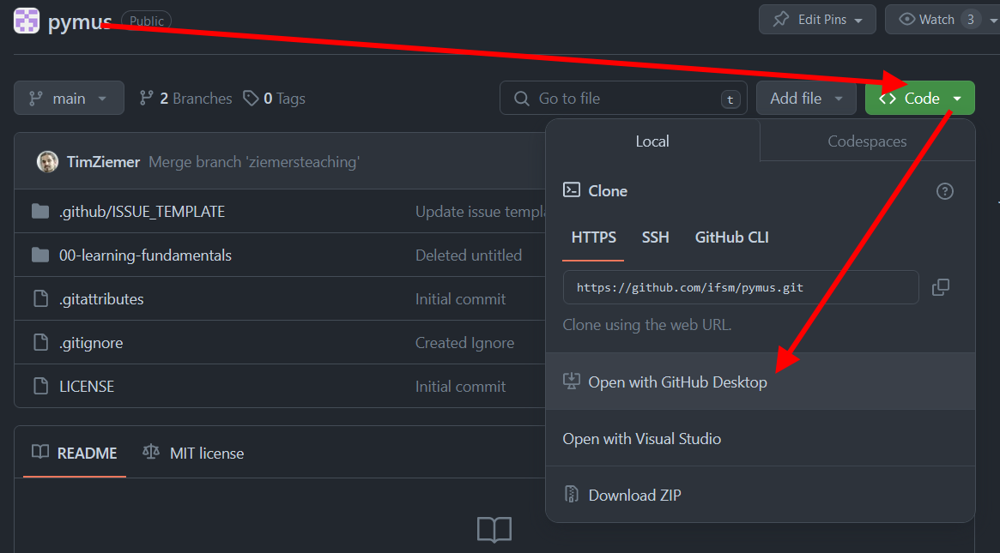 pymus Public Edit Pins Watch 3
main 2 Branches 0 Tags Go to file t Add file Code
TimZiemer Merge branch 'ziemersteaching'
.github/ISSUE_TEMPLATE Update issue templa
00-learning-fundamentals Deleted untitled
.gitattributes Initial commit
.gitignore Created Ignore
LICENSE Initial commit
README MIT license
Local Codespaces
Clone
HTTPS SSH GitHub CLI
https://github.com/ifsm/pymus.git
Clone using the web URL.
Open with GitHub Desktop
Open with Visual Studio
Download ZIP